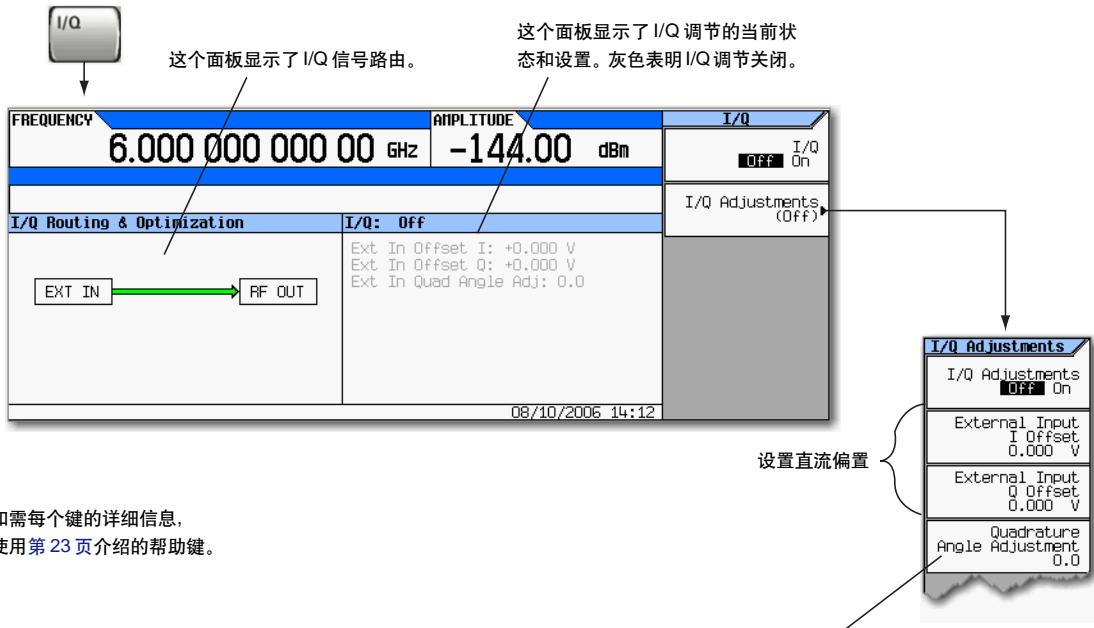 I/Q
这个面板显示了 I/Q 信号路由。
这个面板显示了 I/Q 调节的当前状
态和设置。灰色表明 I/Q 调节关闭。
FREQUENCY
6.000 000 000 00 GHz
AMPLITUDE
-144.00 dBm
I/Q
I/Q
Off On
I/Q Adjustments
(Off)
I/Q Routing & Optimization
EXT IN
RF OUT
I/Q: Off
Ext In Offset I: +0.000 V
Ext In Offset Q: +0.000 V
Ext In Quad Angle Adj: 0.0
08/10/2006 14:12
I/Q Adjustments
I/Q Adjustments
Off On
External Input
I Offset
0.000 V
External Input
Q Offset
0.000 V
Quadrature
Angle Adjustment
0.0
设置直流偏置
需每个键的详细信息,
使用第 23 页介绍的帮助键。